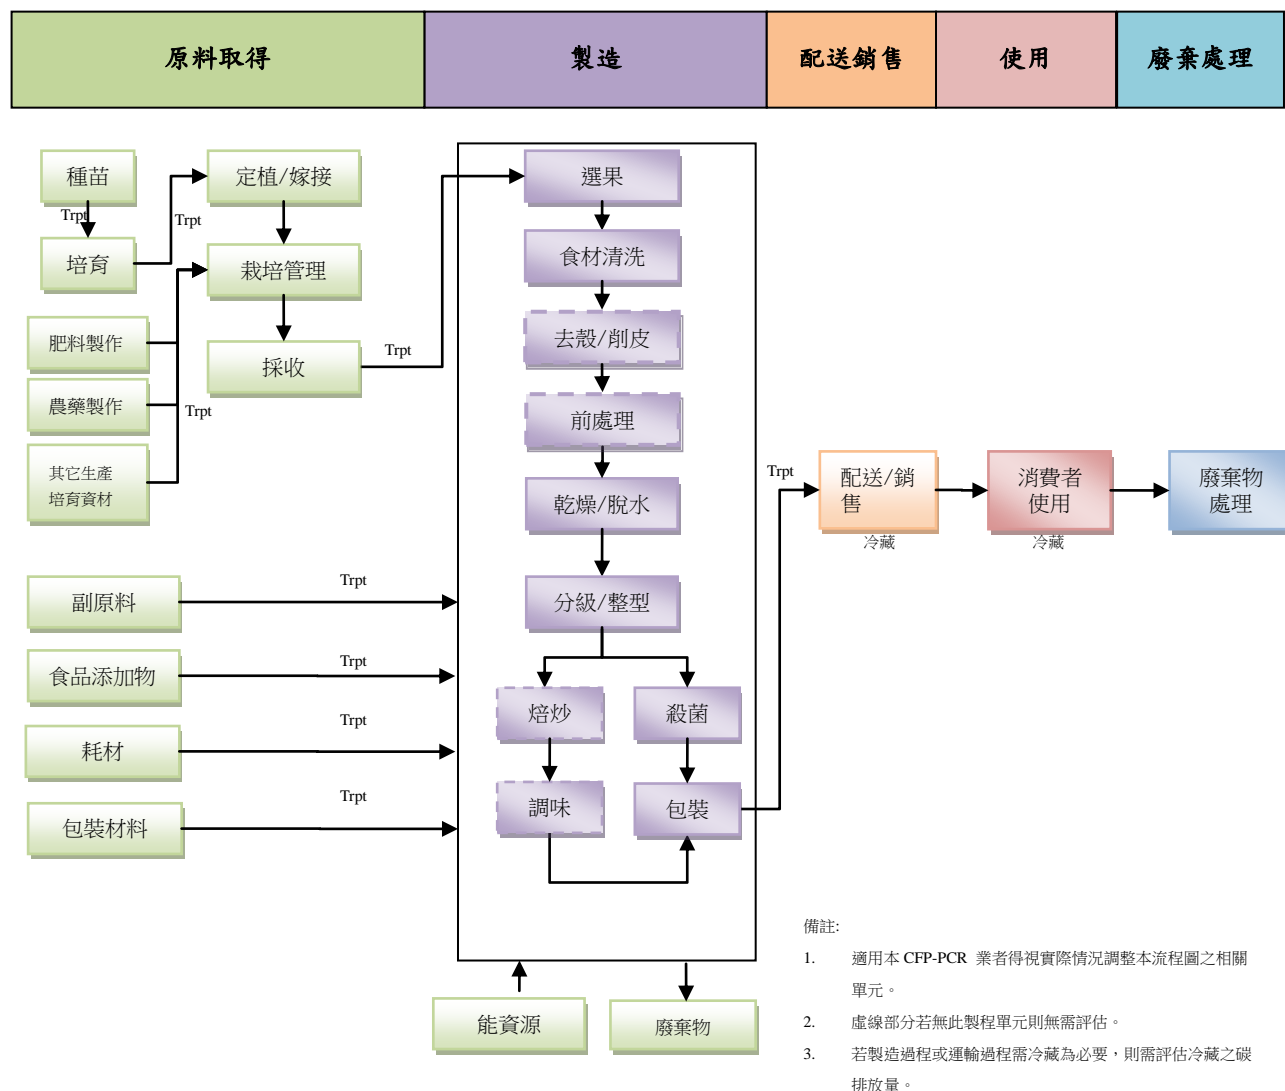 原料取得
製造
配送銷售
使用
廢棄處理
種苗
Trpt
培育
Trpt
定植/嫁接
栽培管理
採收
肥料製作
農藥製作
Trpt
其它生產
培育資材
Trpt
副原料
Trpt
食品添加物
Trpt
耗材
Trpt
包裝材料
Trpt
選果
食材清洗
去殼/削皮
前處理
乾燥/脫水
分級/整型
焙炒
殺菌
調味
包裝
能資源
廢棄物
Trpt
配送/銷
售
冷藏
消費者
使用
冷藏
廢棄物
處理
備註:
1. 適用本 CFP-PCR 業者得視實際情況調整本流程圖之相關
單元。
2. 虛線部分若無此製程單元則無需評估。
3. 若製造過程或運輸過程需冷藏為必要，則需評估冷藏之碳
排放量。